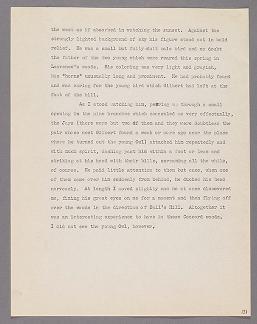 the west as if absorbed in watching the sunset. Against the
strongly lighted background of sky his figure stood out in bold
relief. He was a small but fully adult male bird and no doubt
the father of the two young which were reared this spring in
Lawrence's woods. His coloring was very light and grayish,
his "horns" unusually long and prominent. He had probably found
and was caring for the young bird which Gilbert had left at the
foot of the hill.
As I stood watching him, peering up through a small
opening in the pine branches which concealed me very effectually,
the Jays (there were but two of them and they were doubtless the
pair whose nest Gilbert found a week or more ago near the place
where he turned out the young Owl) attacked him repeatedly and
with much spirit, dashing past him within a foot or less and
striking at his head with their bills, screaming all the while,
of course. He paid little attention to them but once, when one
of them came over him suddenly from behind, he ducked his head
nervously. At length I moved slightly and he at once discovered
me, fixing his great eyes on me for a moment and then flying off
over the woods in the direction of Ball's Hill. Altogether it
was an interesting experience to have in these Concord woods.
I did not see the young Owl, however.